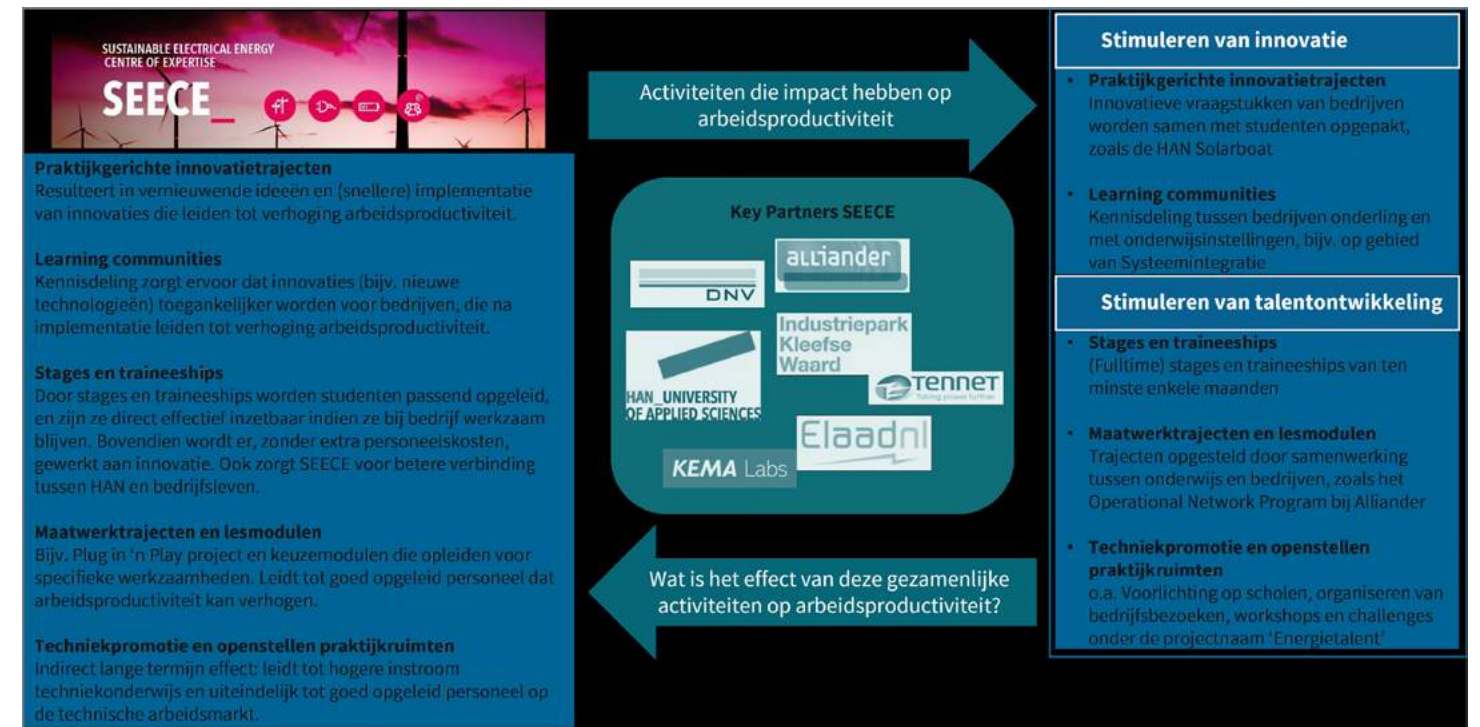 SUSTAINABLE ELECTRICAL ENERGY
CENTRE OF EXPERTISE
SEECE_
Praktijkgerichte innovatietrajecten
Resulteert in vernieuwende ideeën en (snellere) implementatie
van innovaties die leiden tot verhoging arbeidsproductiviteit.
Learning communities
Kennisdeling zorgt ervoor dat innovaties (bijv. nieuwe
technologieën) toegankelijker worden voor bedrijven, die na
implementatie leiden tot verhoging arbeidsproductiviteit.
Stages en traineeships
Door stages en traineeships worden studenten passend opgeleid,
en zijn ze direct effectief inzetbaar indien ze bij bedrijf werkzaam
blijven. Bovendien wordt er, zonder extra personeelskosten,
gewerkt aan innovatie. Ook zorgt SEECE voor betere verbinding
tussen HAN en bedrijfsleven.
Maatwerktrajecten en lesmodulen
Bijv. Plug in ‘n Play project en keuzemodulen die opleiden voor
specifieke werkzaamheden. Leidt tot goed opgeleid personeel dat
arbeidsproductiviteit kan verhogen.
Techniekpromotie en openstellen praktijkruimten
Indirect lange termijn effect: leidt tot hogere instroom
techniekonderwijs en uiteindelijk tot goed opgeleid personeel op
de technische arbeidsmarkt.
Activiteiten die impact hebben op
arbeidsproductiviteit
Key Partners SEECE
alliander
DNV
Industriepark
Kleefse
Waard
HAN_UNIVERSITY
OF APPLIED SCIENCES
Tennet
Taking power further
Elaadnl
KEMA Labs
Wat is het effect van deze gezamenlijke
activiteiten op arbeidsproductiviteit?
Stimuleren van innovatie
• Praktijkgerichte innovatietrajecten
Innovatieve vraagstukken van bedrijven
worden samen met studenten opgepakt,
zoals de HAN Solarboat
• Learning communities
Kennisdeling tussen bedrijven onderling en
met onderwijsinstellingen, bijv. op gebied
van Systeemintegratie
Stimuleren van talentontwikkeling
• Stages en traineeships
(Fulltime) stages en traineeships van ten
minste enkele maanden
• Maatwerktrajecten en lesmodulen
Trajecten opgesteld door samenwerking
tussen onderwijs en bedrijven, zoals het
Operational Network Program bij Alliander
• Techniekpromotie en openstellen
praktijkruimten
o.a. Voorlichting op scholen, organiseren van
bedrijfsbezoeken, workshops en challenges
onder de projectnaam ‘Energietalent’